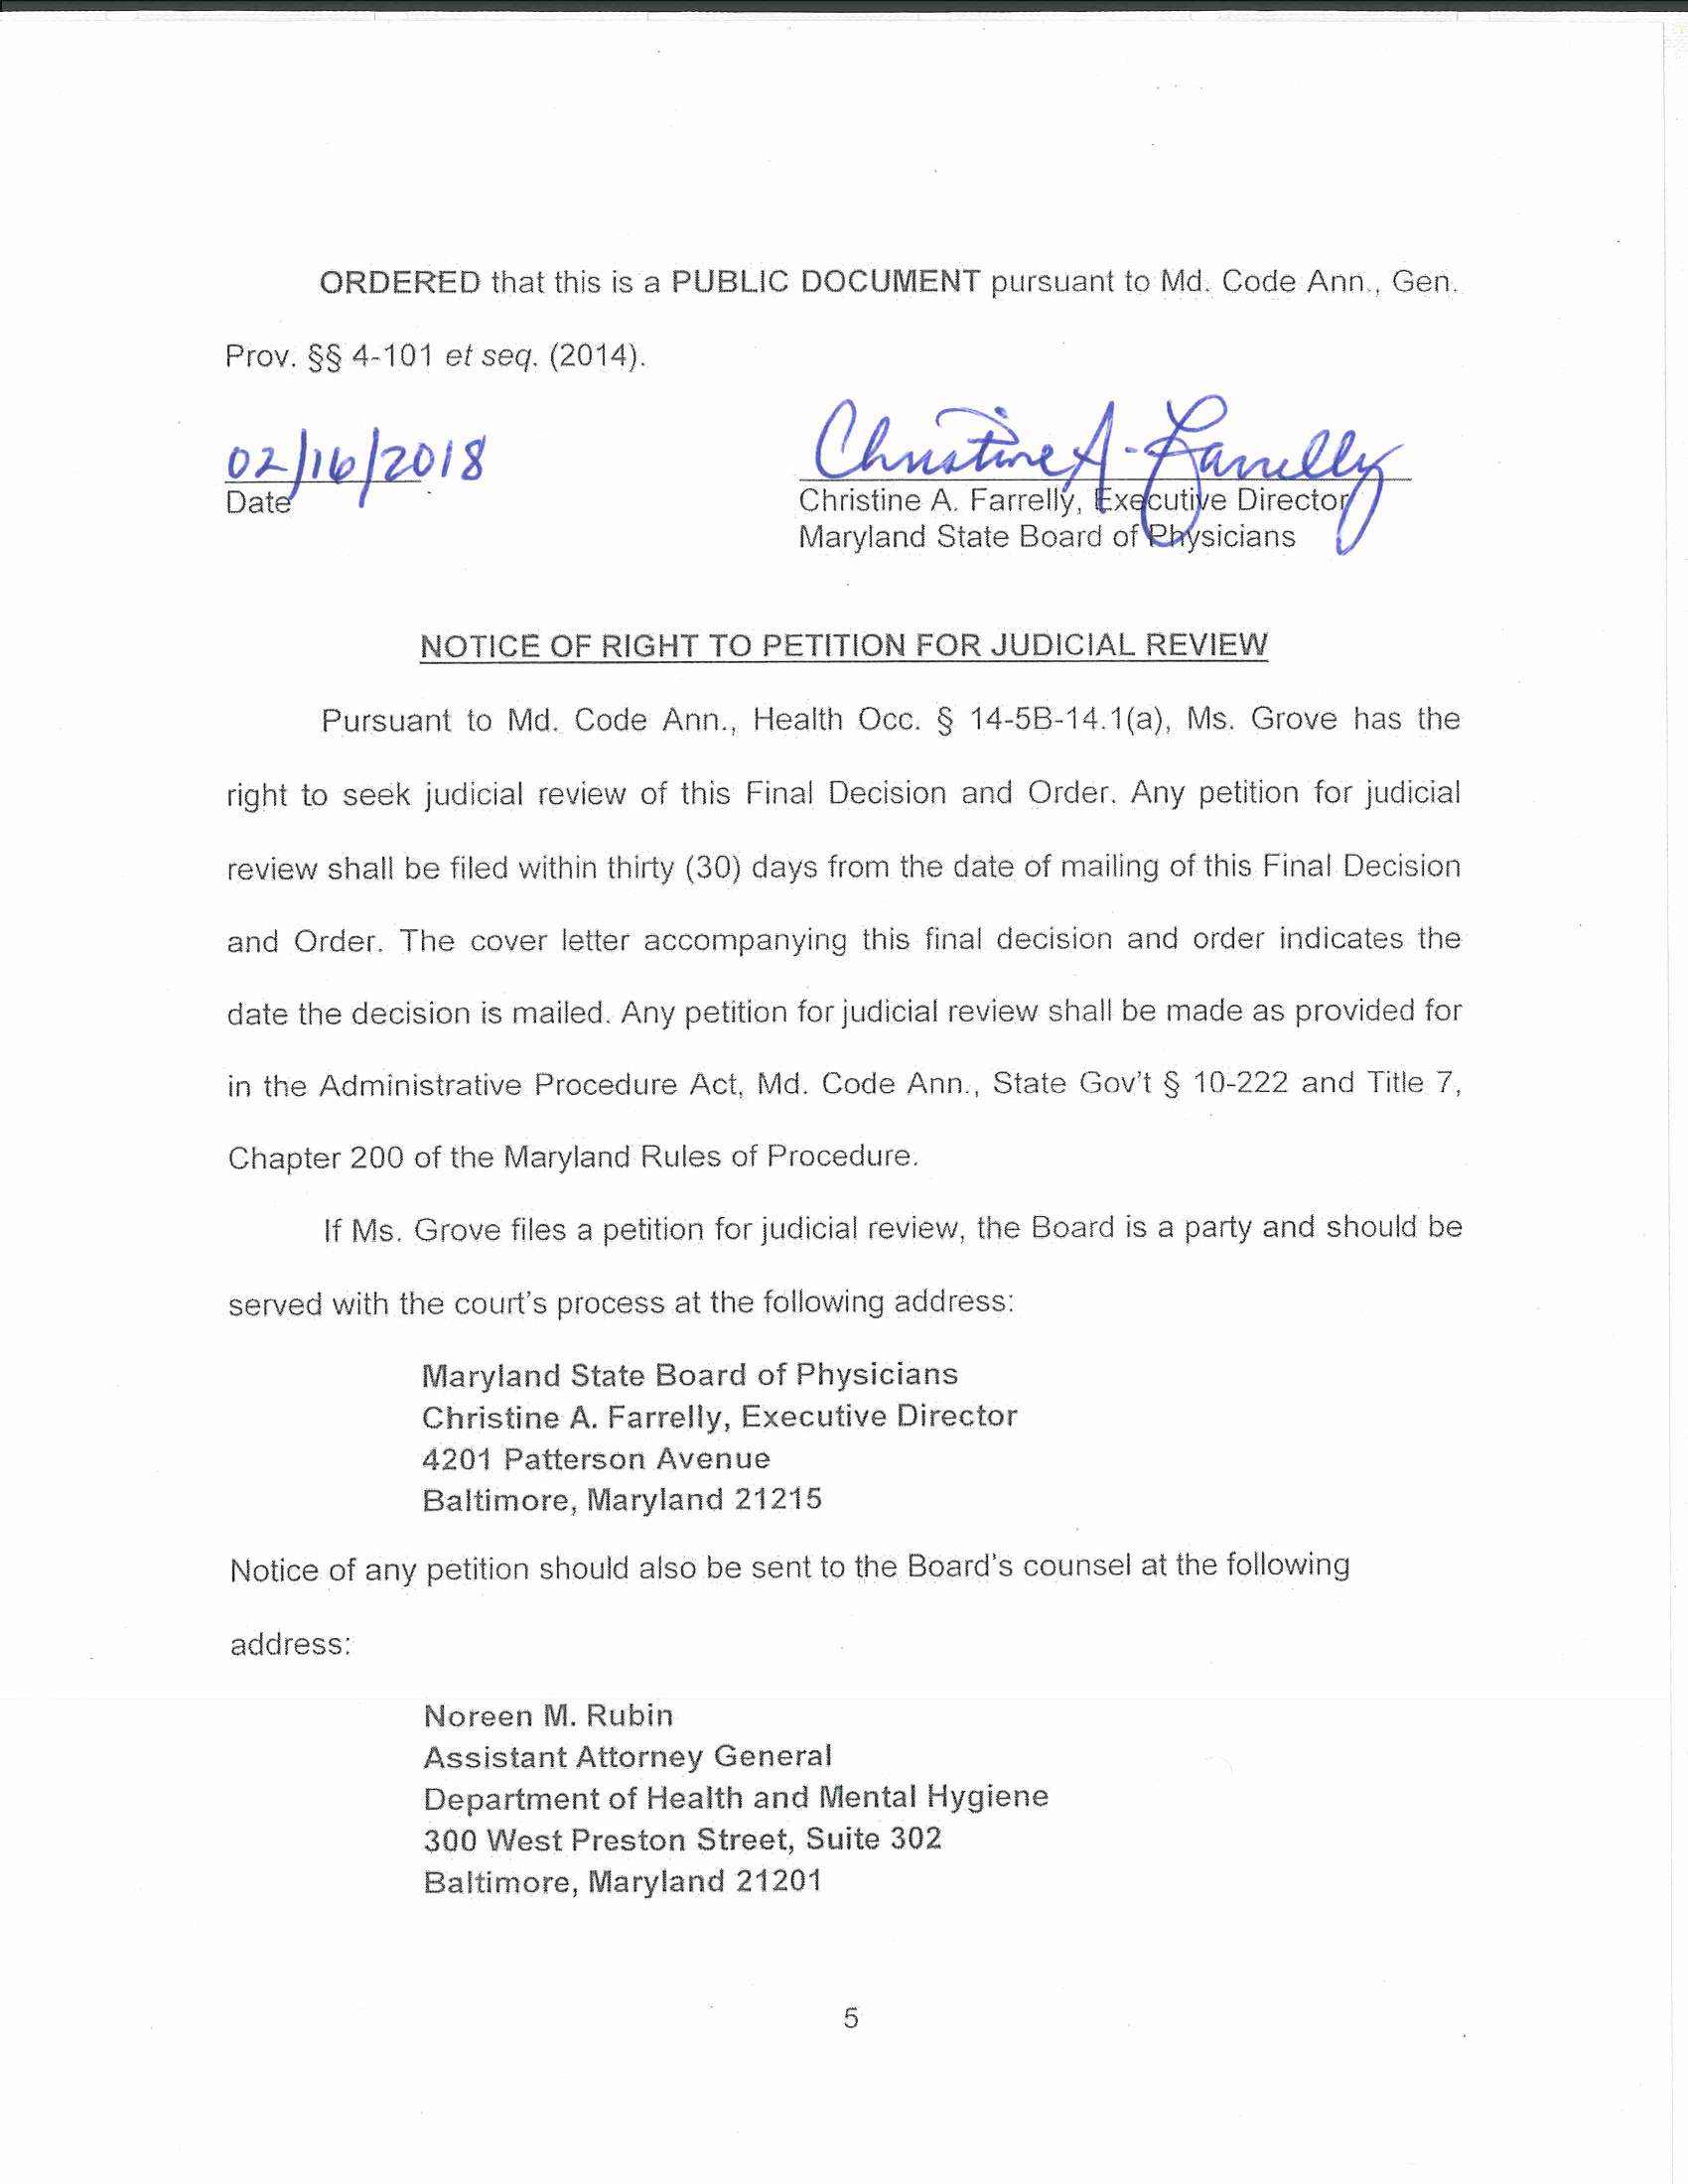 ORDERED that this is a PUBLIC DOCUMENT pursuant to Md. Code Ann., Gen.
Prov. §§ 4-101 et seq. (2014).
02/16/2018
Christine A. Farrelly
Date
Christine A. Farrelly, Executive Director
Maryland State Board of Physicians
NOTICE OF RIGHT TO PETITION FOR JUDICIAL REVIEW
Pursuant to Md. Code Ann., Health Occ. § 14-5B-14.1(a), Ms. Grove has the
right to seek judicial review of this Final Decision and Order. Any petition for judicial
review shall be filed within thirty (30) days from the date of mailing of this Final Decision
and Order. The cover letter accompanying this final decision and order indicates the
date the decision is mailed. Any petition for judicial review shall be made as provided for
in the Administrative Procedure Act, Md. Code Ann., State Gov't § 10-222 and Title 7,
Chapter 200 of the Maryland Rules of Procedure.
If Ms. Grove files a petition for judicial review, the Board is a party and should be
served with the court's process at the following address:
Maryland State Board of Physicians
Christine A. Farrelly, Executive Director
4201 Patterson Avenue
Baltimore, Maryland 21215
Notice of any petition should also be sent to the Board's counsel at the following
address:
Noreen M. Rubin
Assistant Attorney General
Department of Health and Mental Hygiene
300 West Preston Street, Suite 302
Baltimore, Maryland 21201
5